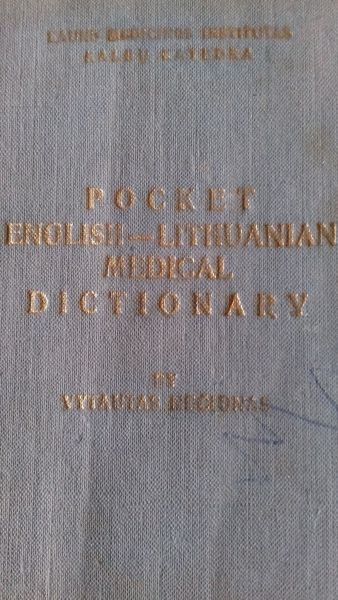 KAUNO MEDICINOS INSTITUTAS
KALBŲ KATEDRA
POCKET
ENGLISH—LITHUANIAN
MEDICAL
DICTIONARY
BY
VYTAUTAS